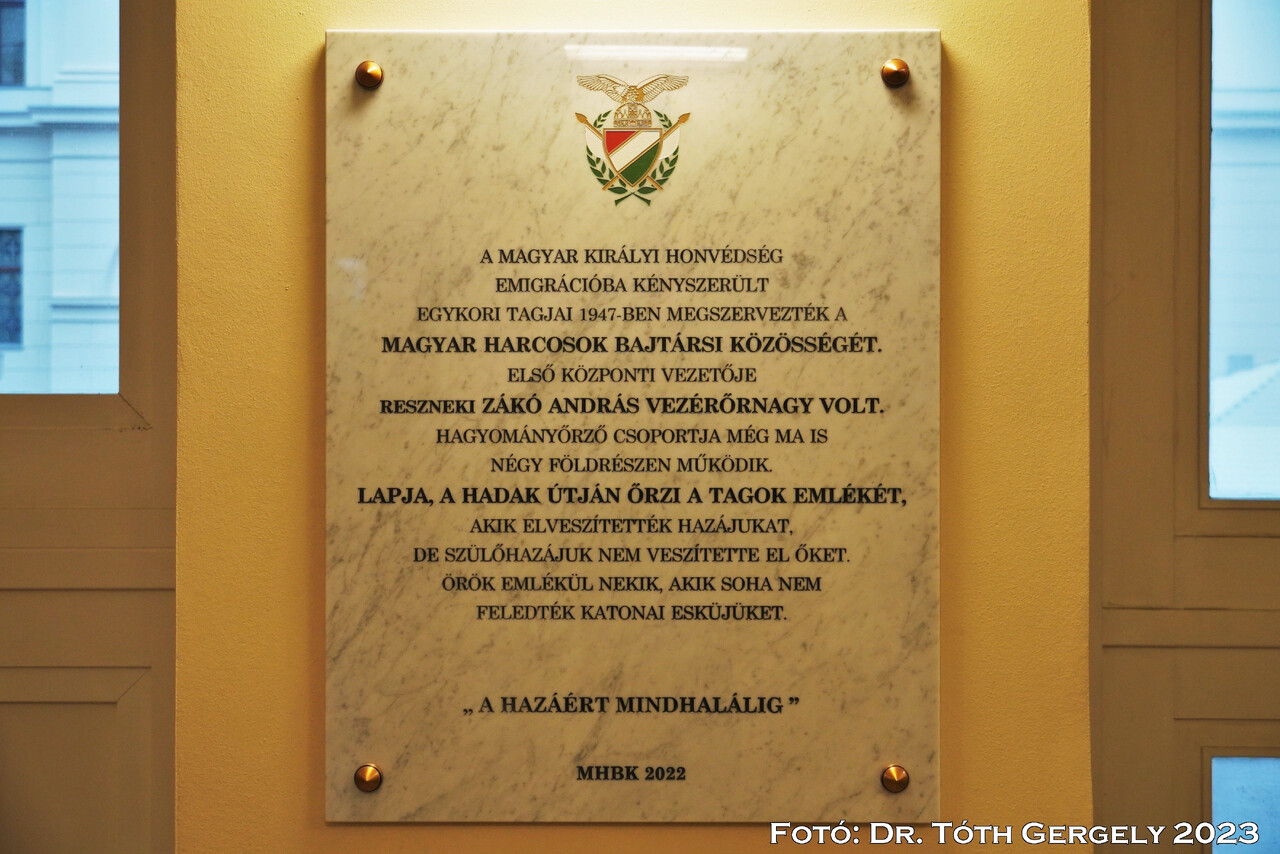 A MAGYAR KIRÁLYI HONVÉDSÉG
EMIGRÁCIÓBA KÉNYSZERÜLT
EGYKORI TAGJAI 1947-BEN MEGSZERVEZTÉK A
MAGYAR HARCOSOK BAJTÁRSI KÖZÖSSÉGÉT.
ELSŐ KÖZPONTI VEZETŐJE
RESZNEKI ZÁKÓ ANDRÁS VEZÉRŐRNAGY VOLT.
HAGYOMÁNYŐRZŐ CSOPORTJA MÉG MA IS
NÉGY FÖLDRÉSZEN MŰKÖDIK.
LAPJA, A HADAK ÚTJÁN ŐRZI A TAGOK EMLÉKÉT,
AKIK ELVESZÍTETTÉK HAZÁJUKAT,
DE SZÜLŐHAZÁJUK NEM VESZÍTETTE EL ŐKET.
ÖRÖK EMLÉKÜL NEKIK, AKIK SOHA NEM
FELEDTÉK KATONAI ESKÜJÜKET.
„ A HAZÁÉRT MINDHALÁLIG ”
MHBK 2022
Fotó: Dr. Tóth Gergely 2023